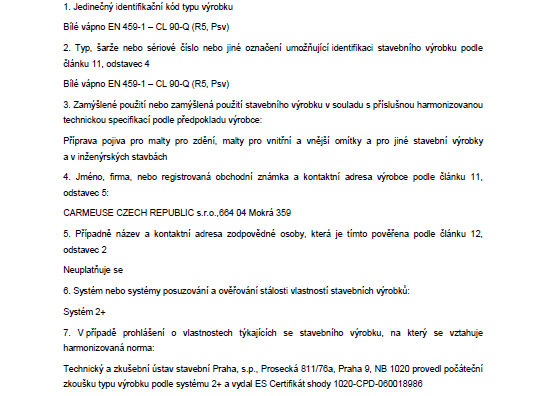 1. Jedinečný identifikační kód typu výrobku
Bílé vápno EN 459-1 – CL 90-Q (R5, Psv)
2. Typ, šarže nebo sériové číslo nebo jiné označení umožňující identifikaci stavebního výrobku podle
článku 11, odstavec 4
Bílé vápno EN 459-1 – CL 90-Q (R5, Psv)
3. Zamýšlené použití nebo zamýšlená použití stavebního výrobku v souladu s příslušnou harmonizovanou
technickou specifikací podle předpokladu výrobce:
Příprava pojiva pro malty pro zdění, malty pro vnitřní a vnější omítky a pro jiné stavební výrobky
a v inženýrských stavbách
4. Jméno, firma, nebo registrovaná obchodní známka a kontaktní adresa výrobce podle článku 11,
odstavec 5:
CARMEUSE CZECH REPUBLIC s.r.o.,664 04 Mokrá 359
5. Případně název a kontaktní adresa zodpovědné osoby, která je tímto pověřena podle článku 12,
odstavec 2
Neuplatňuje se
6. Systém nebo systémy posuzování a ověřování stálosti vlastností stavebních výrobků:
Systém 2+
7. V případě prohlášení o vlastnostech týkajících se stavebního výrobku, na který se vztahuje
harmonizovaná norma:
Technický a zkušební ústav stavební Praha, s.p., Prosecká 811/76a, Praha 9, NB 1020 provedl počáteční
zkoušku typu výrobku podle systému 2+ a vydal ES Certifikát shody 1020-CPD-060018986